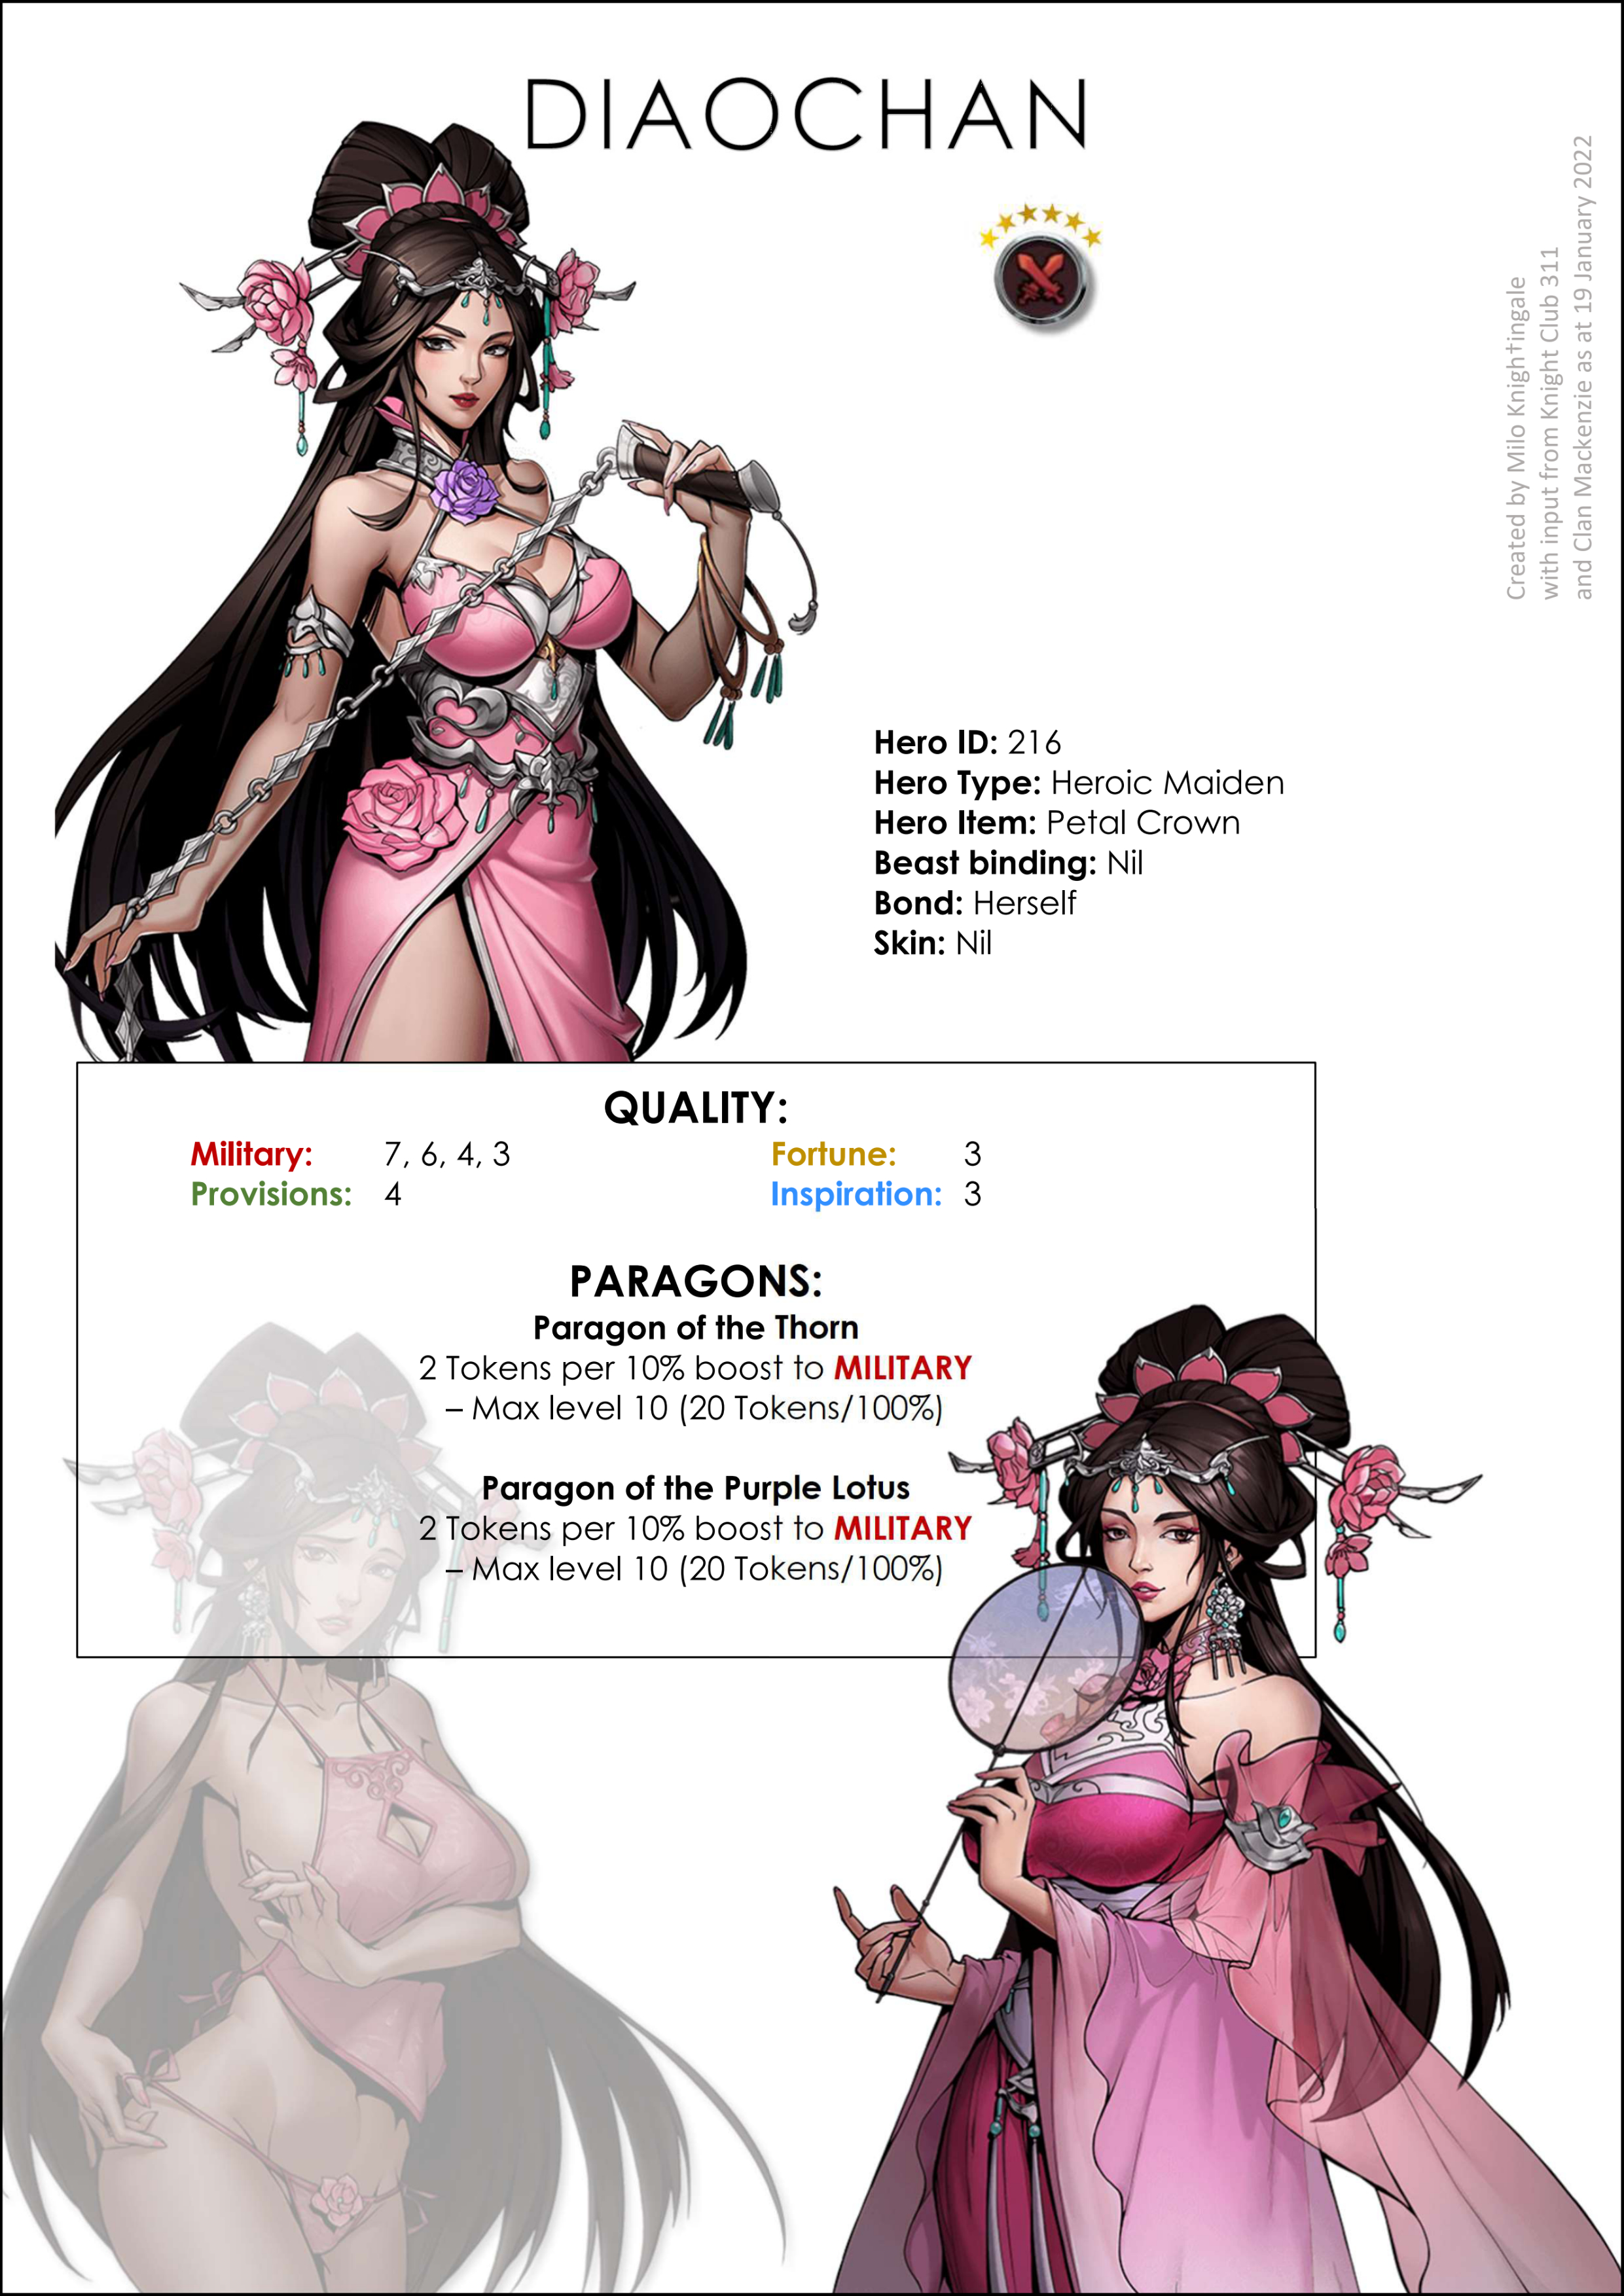 DIAOCHAN
Created by Milo Knigh†ingale
with input from Knight Club 311
and Clan Mackenzie as at 19 January 2022
Hero ID: 216
Hero Type: Heroic Maiden
Hero Item: Petal Crown
Beast binding: Nil
Bond: Herself
Skin: Nil
QUALITY:
Military: 7, 6, 4, 3 Fortune: 3
Provisions: 4 Inspiration: 3
PARAGONS:
Paragon of the Thorn
2 Tokens per 10% boost to MILITARY
– Max level 10 (20 Tokens/100%)
Paragon of the Purple Lotus
2 Tokens per 10% boost to MILITARY
– Max level 10 (20 Tokens/100%)